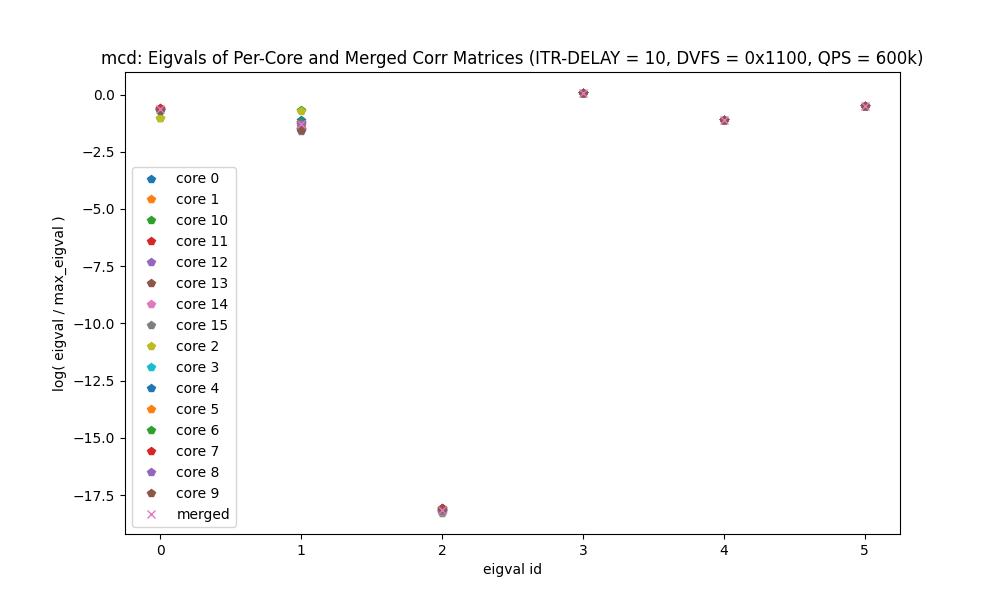 mcd: Eigvals of Per-Core and Merged Corr Matrices (ITR-DELAY = 10, DVFS = 0x1100, QPS = 600k)
0.0
−2.5
−5.0
−7.5
−10.0
−12.5
−15.0
−17.5
log( eigval / max_eigval )
core 0
core 1
core 10
core 11
core 12
core 13
core 14
core 15
core 2
core 3
core 4
core 5
core 6
core 7
core 8
core 9
merged
0 1 2 3 4 5
eigval id